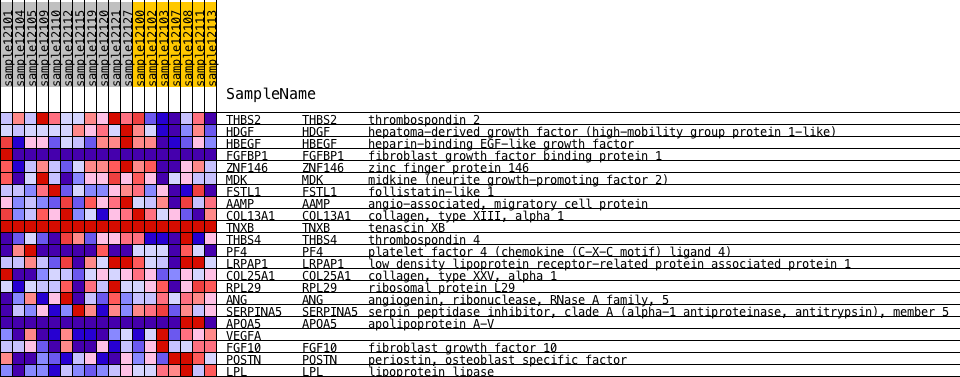 sample12101
sample12104
sample12105
sample12109
sample12110
sample12112
sample12115
sample12119
sample12120
sample12121
sample12127
sample12100
sample12102
sample12103
sample12107
sample12108
sample12111
sample12113
SampleName
THBS2 THBS2 thrombospondin 2
HDGF HDGF hepatoma-derived growth factor (high-mobility group protein 1-like)
HBEGF HBEGF heparin-binding EGF-like growth factor
FGFBP1 FGFBP1 fibroblast growth factor binding protein 1
ZNF146 ZNF146 zinc finger protein 146
MDK MDK midkine (neurite growth-promoting factor 2)
FSTL1 FSTL1 follistatin-like 1
AAMP AAMP angio-associated, migratory cell protein
COL13A1 COL13A1 collagen, type XIII, alpha 1
TNXB TNXB tenascin XB
THBS4 THBS4 thrombospondin 4
PF4 PF4 platelet factor 4 (chemokine (C-X-C motif) ligand 4)
LRPAP1 LRPAP1 low density lipoprotein receptor-related protein associated protein 1
COL25A1 COL25A1 collagen, type XXV, alpha 1
RPL29 RPL29 ribosomal protein L29
ANG ANG angiogenin, ribonuclease, RNase A family, 5
SERPINA5 SERPINA5 serpin peptidase inhibitor, clade A (alpha-1 antiproteinase, antitrypsin), member 5
APOA5 APOA5 apolipoprotein A-V
VEGFA
FGF10 FGF10 fibroblast growth factor 10
POSTN POSTN periostin, osteoblast specific factor
LPL LPL lipoprotein lipase